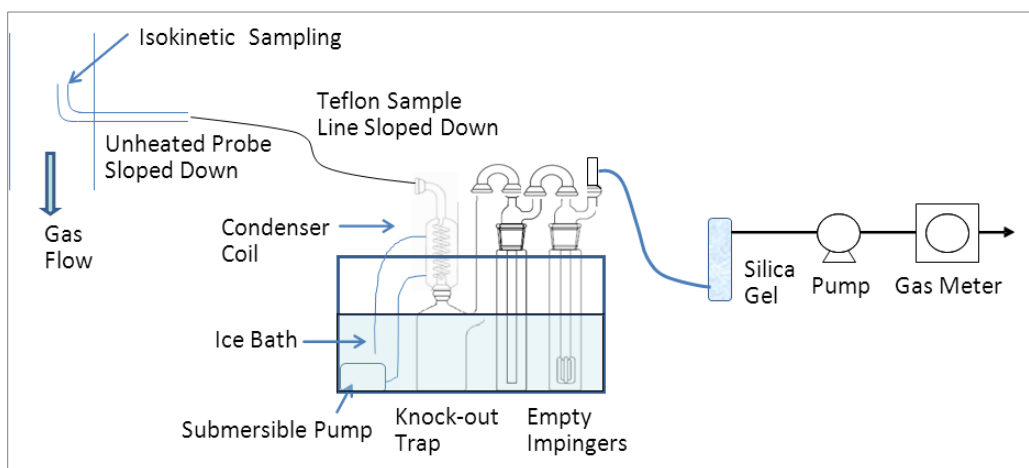 Isokinetic Sampling
Teflon Sample
Line Sloped Down
Unheated Probe
Sloped Down
Condenser
Coil
Gas
Flow
Silica
Gel
Pump
Gas Meter
Ice Bath
Submersible Pump
Knock-out
Trap
Empty
Impingers